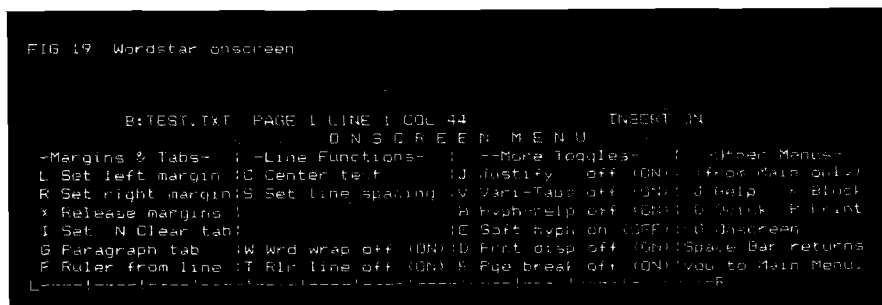 FIG 19 Wordstar onscreen
B:TEST.TXT PAGE 1 LINE 1 COL 44 INSERT ON
O N S C R E E N M E N U
-Margins & Tabs- | -Line Functions- | --More Toggles- | -Other Menus-
L Set left margin |C Center text |J Justify off (ON)| (from Main only)
R Set right margin|S Set line spacing |V Vari-Tabs off (ON)| J Help K Block
X Release margins | |H Hyph-help off (ON)| Q Quick P Print
I Set N Clear tab| |E Soft hyph on (OFF)| O Onscreen
G Paragraph tab |W Wrd wrap off (ON)|D Prnt disp off (ON)|Space Bar returns
F Ruler from line |T Rlr line off (ON)|P Pge break off (ON)|you to Main Menu.